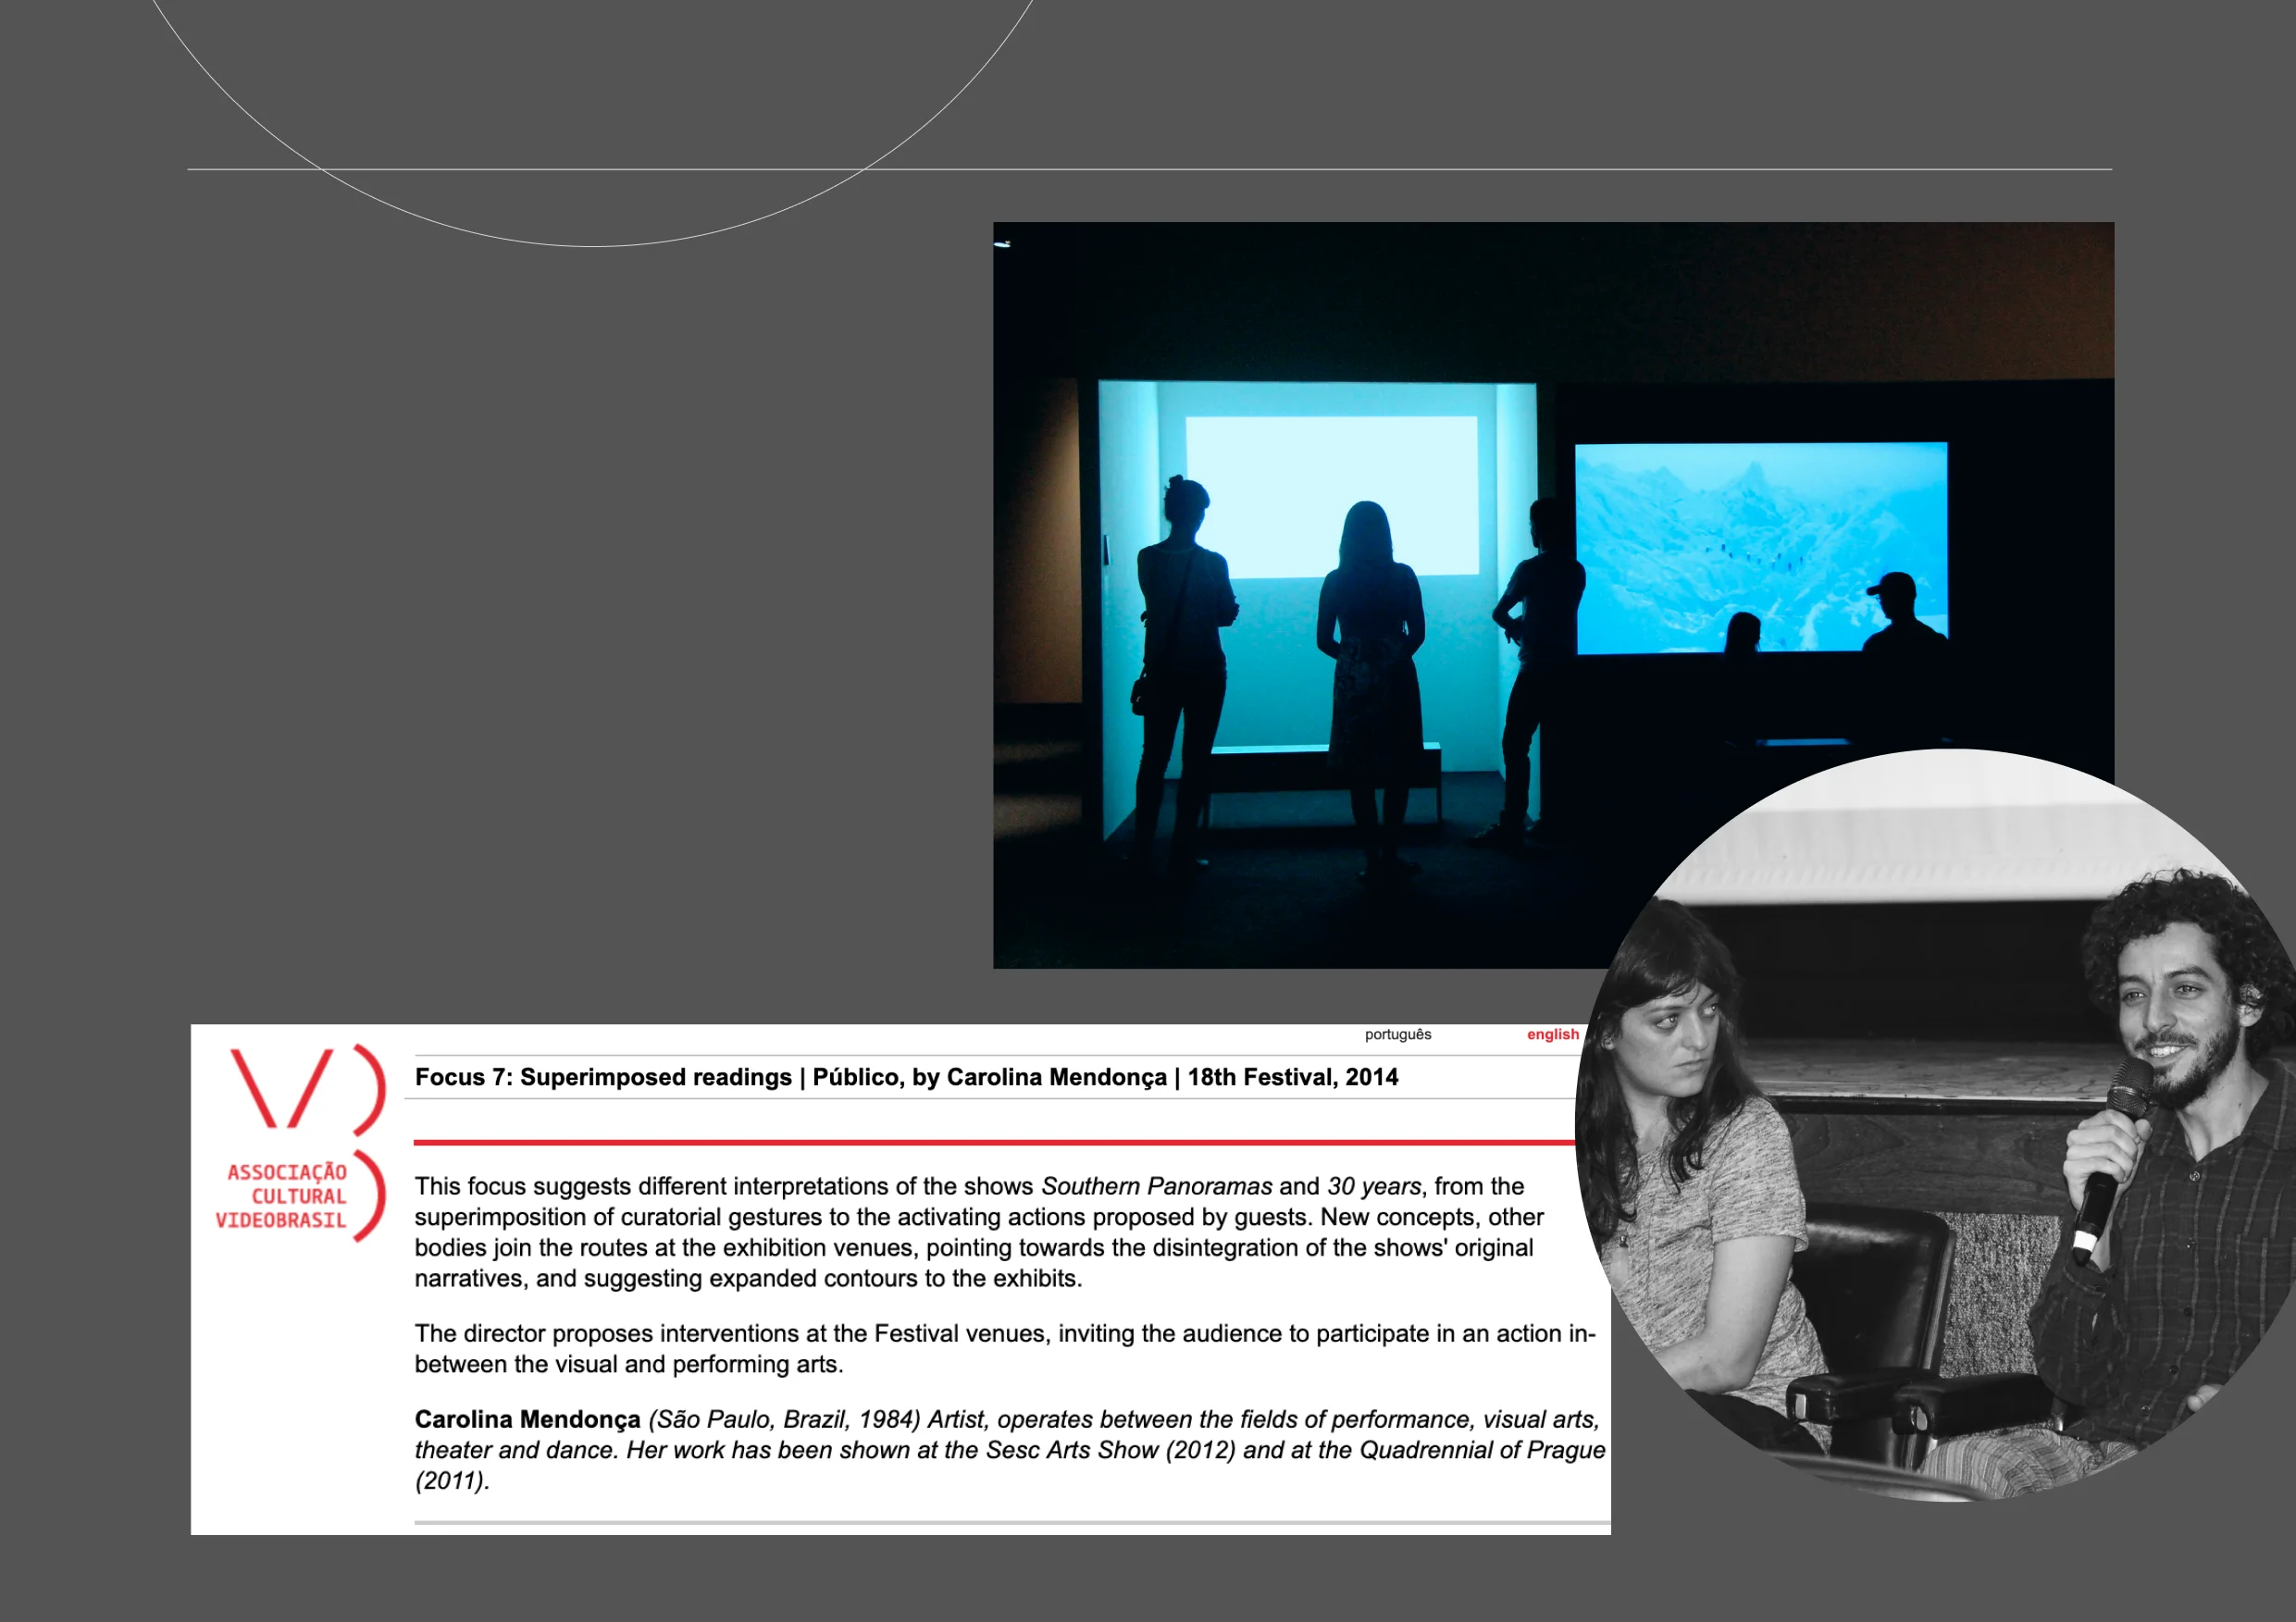 português english
Focus 7: Superimposed readings | Público, by Carolina Mendonça | 18th Festival, 2014
ASSOCIAÇÃO
CULTURAL
VIDEOBRASIL
This focus suggests different interpretations of the shows Southern Panoramas and 30 years, from the
superimposition of curatorial gestures to the activating actions proposed by guests. New concepts, other
bodies join the routes at the exhibition venues, pointing towards the disintegration of the shows' original
narratives, and suggesting expanded contours to the exhibits.
The director proposes interventions at the Festival venues, inviting the audience to participate in an action in-
between the visual and performing arts.
Carolina Mendonça (São Paulo, Brazil, 1984) Artist, operates between the fields of performance, visual arts,
theater and dance. Her work has been shown at the Sesc Arts Show (2012) and at the Quadrennial of Prague
(2011).